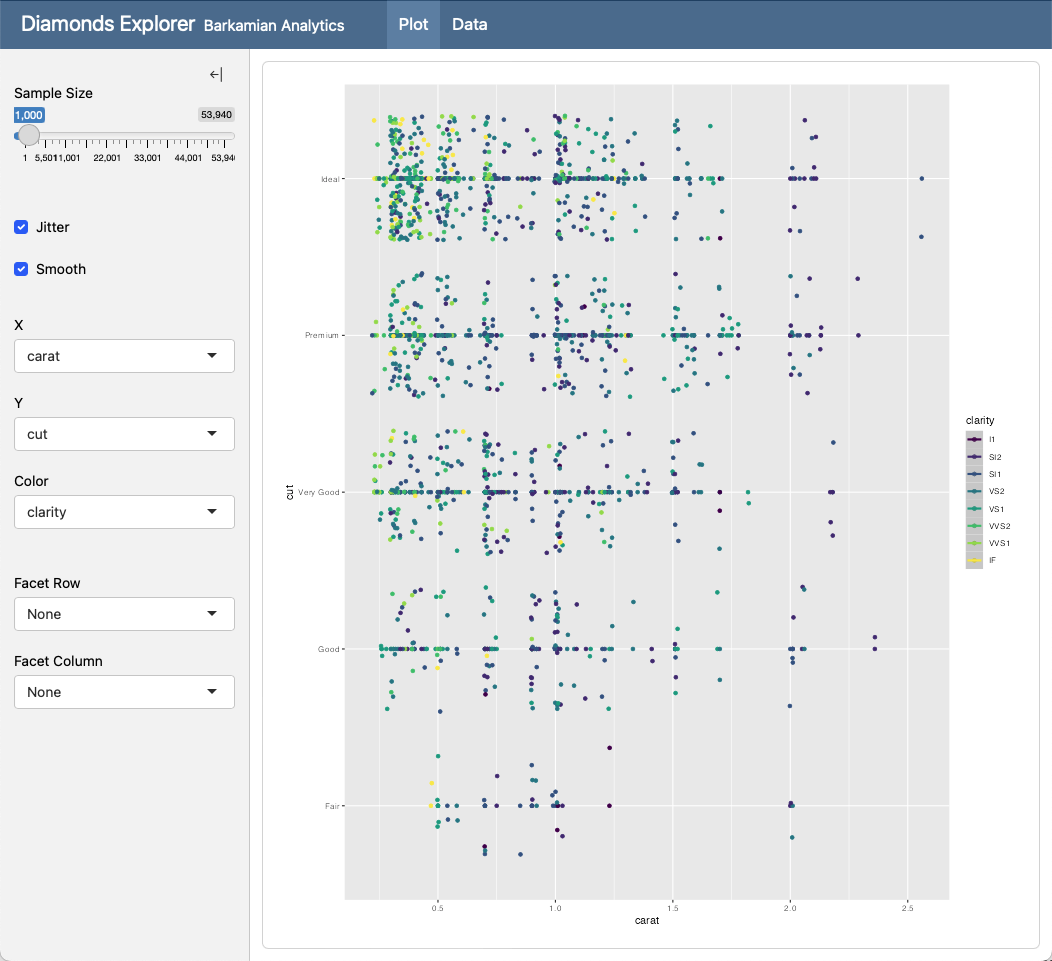 Diamonds Explorer Barkamian Analytics Plot Data
Sample Size
1,000 53,940
1 5,501 11,001 22,001 33,001 44,001 53,94
Jitter
Smooth
X
carat
Y
cut
Color
clarity
Facet Row
None
Facet Column
None
cut
Ideal
Premium
Very Good
Good
Fair
0.5 1.0 1.5 2.0 2.5
carat
clarity
I1
SI2
SI1
VS2
VS1
VVS2
VVS1
IF